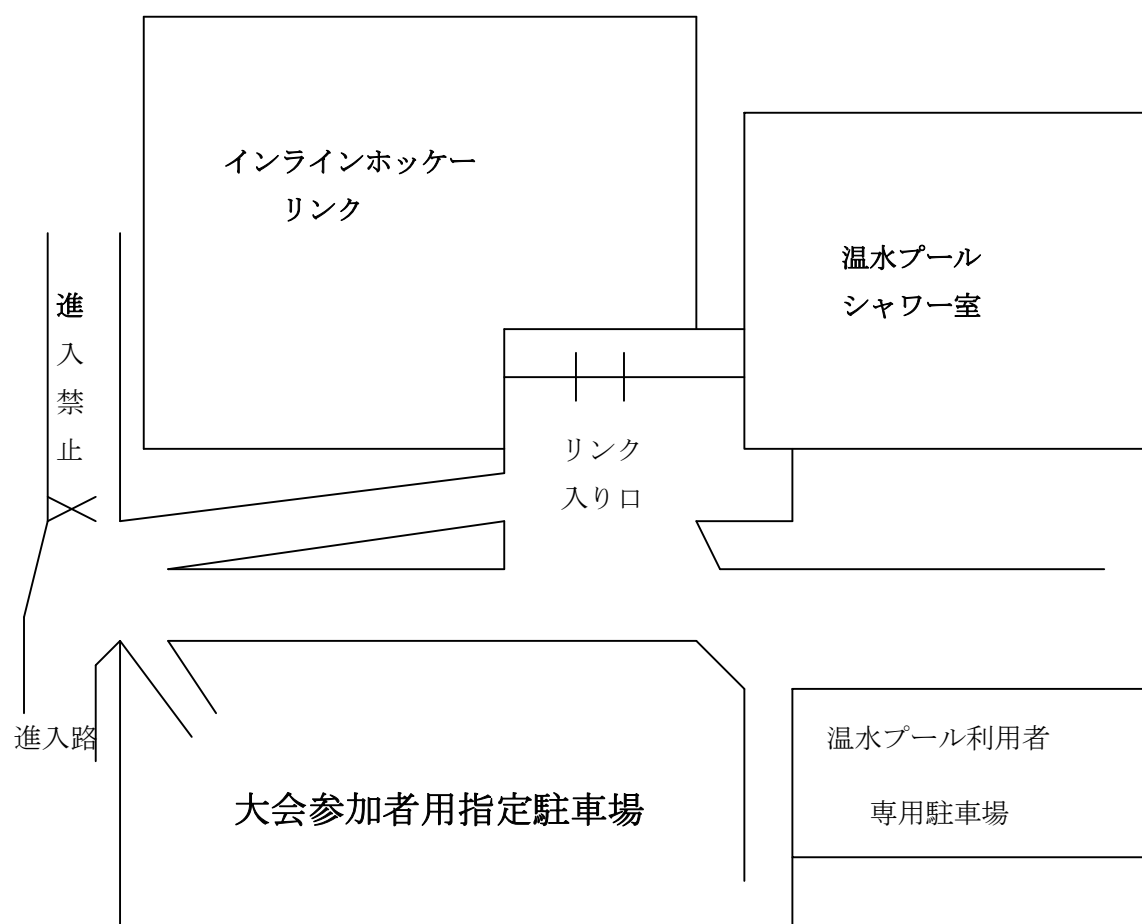 インラインホッケー
リンク
温水プール
シャワー室
進入禁止
リンク
入り口
進入路
温水プール利用者
専用駐車場
大会参加者用指定駐車場